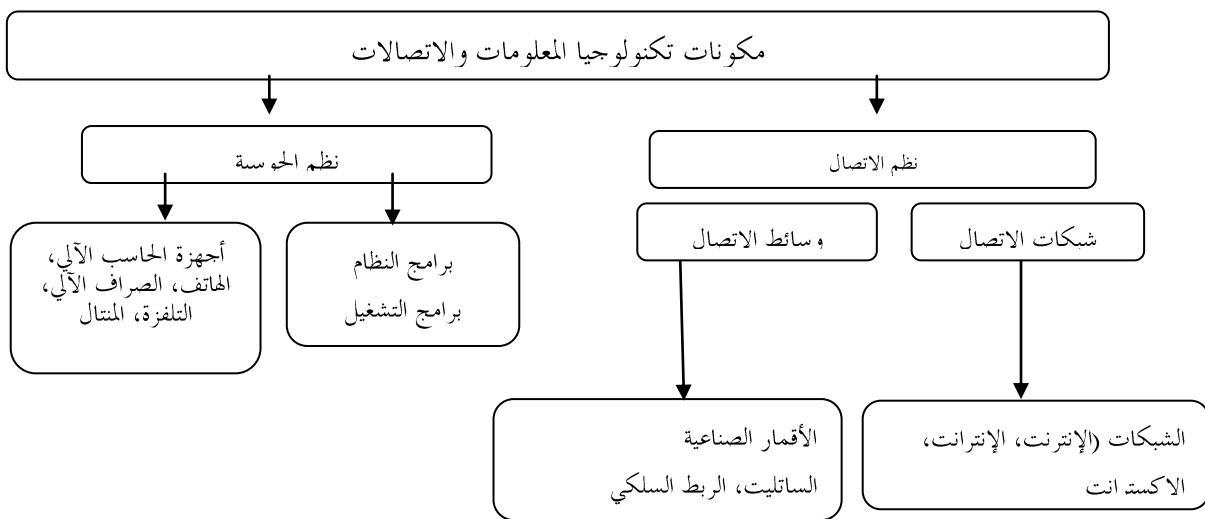 مكونات تكنولوجيا المعلومات والاتصالات
نظم الاتصال
نظم الحوسبة
شبكات الاتصال
وسائط الاتصال
برامج النظام
برامج التشغيل
أجهزة الحاسب الآلي،
الهاتف، الصراف الآلي،
التلفزة، المنتال
الشبكات (الإنترنت، الإنترانت،
الاكسترانت
الأقمار الصناعية
الساتليت، الربط السلكي